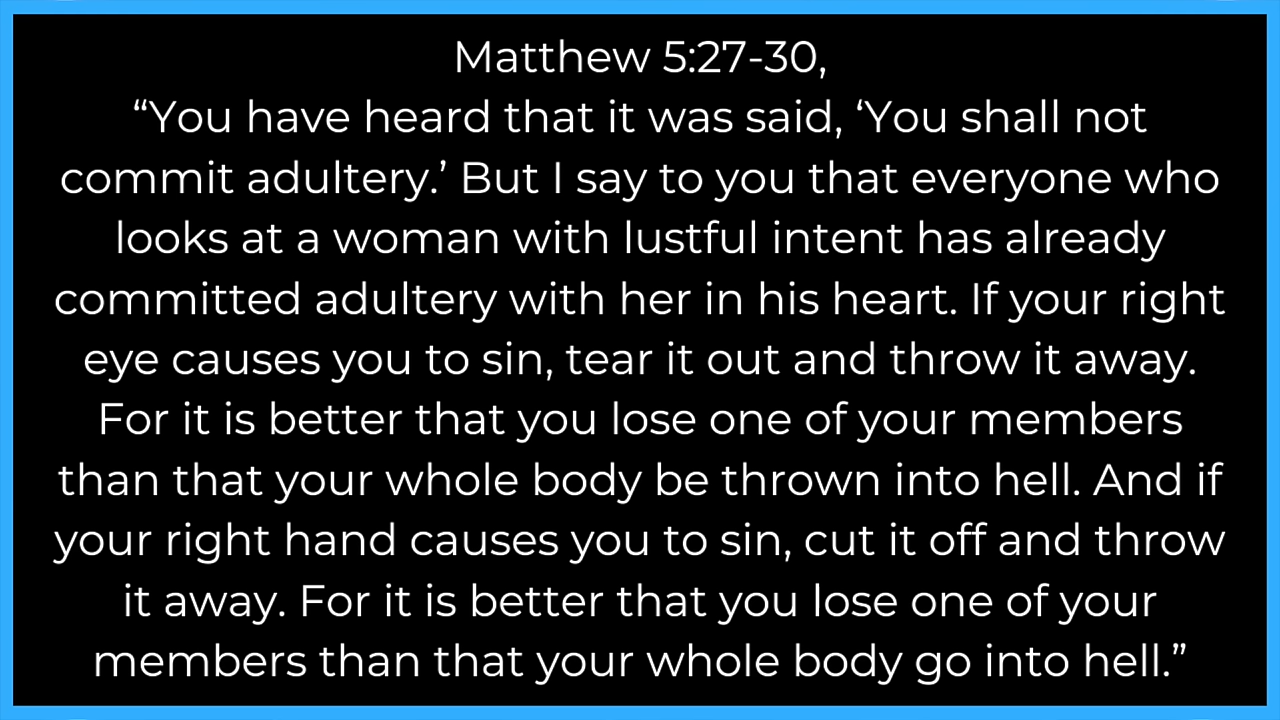 Matthew 5:27-30,
“You have heard that it was said, ‘You shall not
commit adultery.’ But I say to you that everyone who
looks at a woman with lustful intent has already
committed adultery with her in his heart. If your right
eye causes you to sin, tear it out and throw it away.
For it is better that you lose one of your members
than that your whole body be thrown into hell. And if
your right hand causes you to sin, cut it off and throw
it away. For it is better that you lose one of your
members than that your whole body go into hell.”